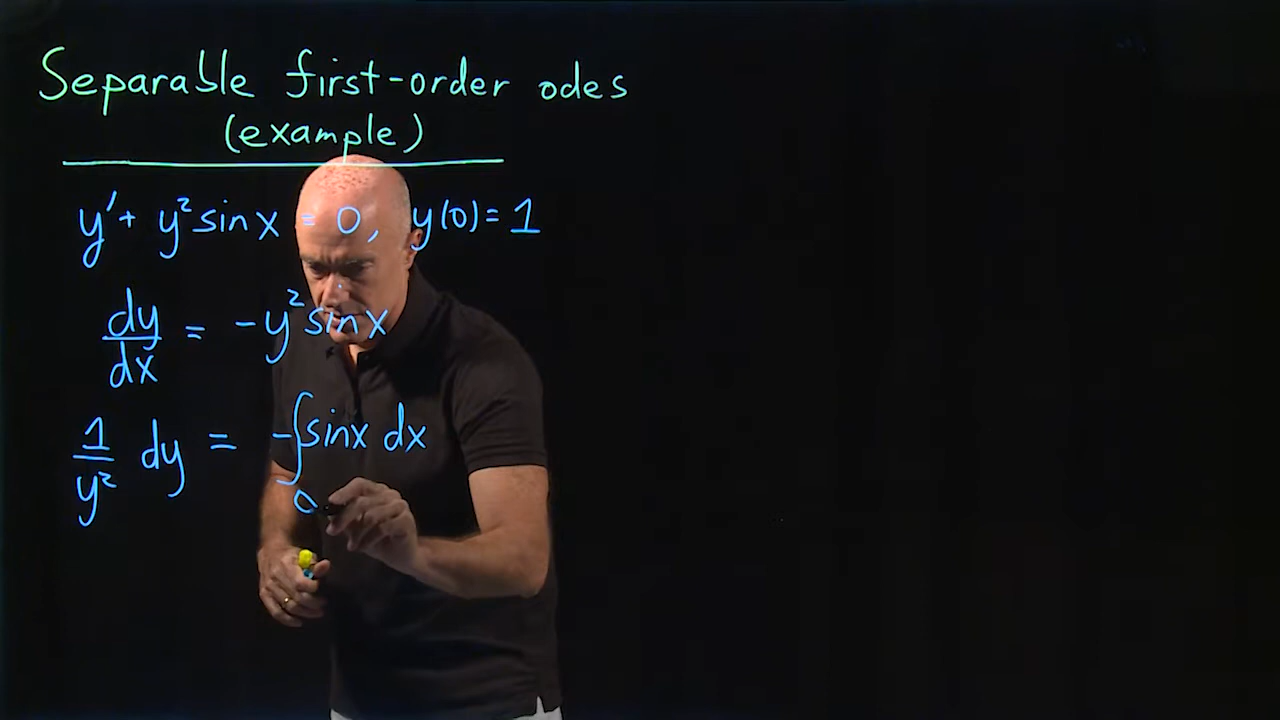 Separable first-order odes
(example)
y' + y² sin x = 0, y(0) = 1
dy/dx = -y² sin x
1/y² dy = -∫₀ sin x dx